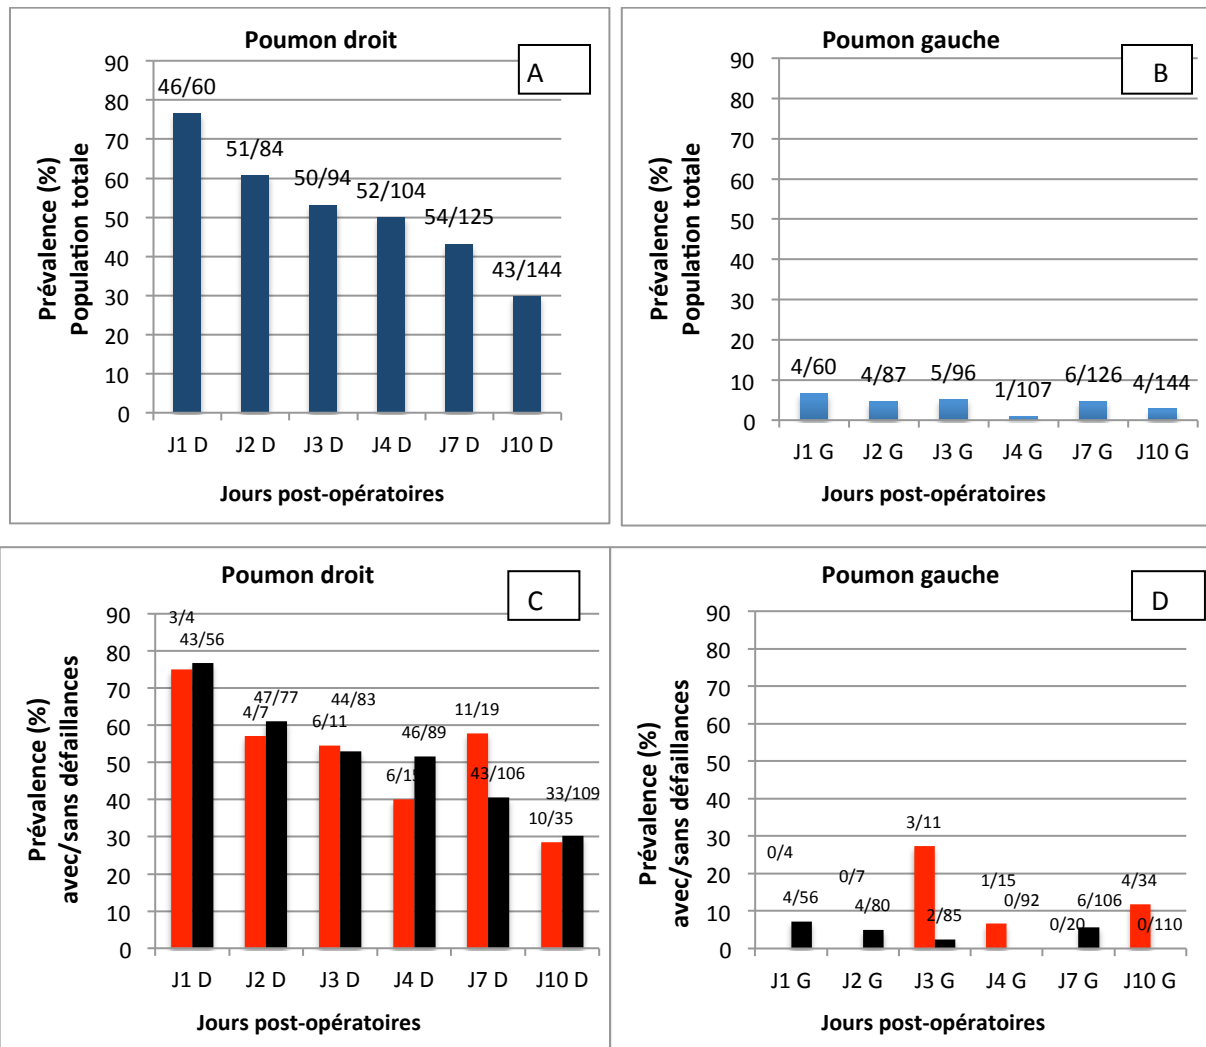 Poumon droit
A
Prévalence (%)
Population totale
90
80
70
60
50
40
30
20
10
0
46/60
51/84
50/94
52/104
54/125
43/144
J1 D
J2 D
J3 D
J4 D
J7 D
J10 D
Jours post-opératoires
Poumon gauche
B
Prévalence (%)
Population totale
90
80
70
60
50
40
30
20
10
0
4/60
4/87
5/96
1/107
6/126
4/144
J1 G
J2 G
J3 G
J4 G
J7 G
J10 G
Jours post-opératoires
Poumon droit
C
Prévalence (%)
avec/sans défaillances
90
80
70
60
50
40
30
20
10
0
3/4
43/56
4/7
47/77
6/11
44/83
6/15
46/89
11/19
43/106
10/35
33/109
J1 D
J2 D
J3 D
J4 D
J7 D
J10 D
Jours post-opératoires
Poumon gauche
D
Prévalence (%)
avec/sans défaillances
90
80
70
60
50
40
30
20
10
0
0/4
4/56
0/7
4/80
3/11
2/85
1/15
0/92
0/20
6/106
4/34
0/110
J1 G
J2 G
J3 G
J4 G
J7 G
J10 G
Jours post-opératoires